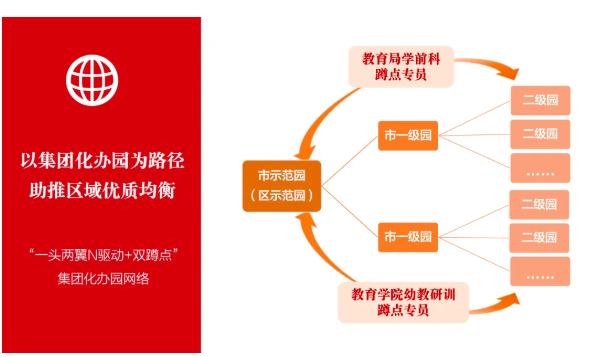 以集团化办园为路径
助推区域优质均衡
“一头两翼N驱动+双蹲点”
集团化办园网络
教育局学前科
蹲点专员
市示范园
（区示范园）
市一级园
二级园
二级园
……
市一级园
二级园
二级园
……
教育学院幼教研训
蹲点专员